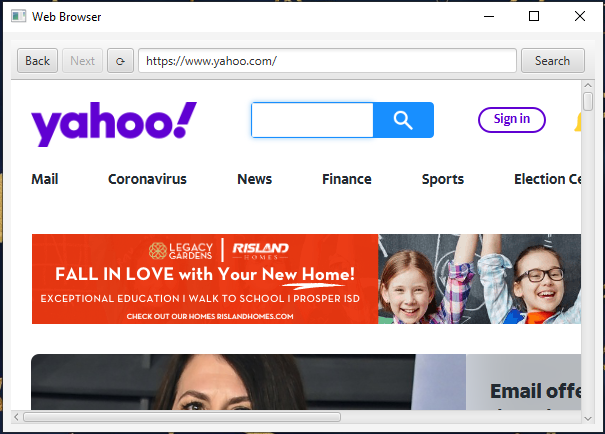 Web Browser
Back Next ⟳ https://www.yahoo.com/ Search
yahoo! Sign in
Mail Coronavirus News Finance Sports Election Ce
LEGACY GARDENS RISLAND HOMES
FALL IN LOVE with Your New Home!
EXCEPTIONAL EDUCATION I WALK TO SCHOOL I PROSPER ISD
CHECK OUT OUR HOMES RISLANDHOMES.COM
Email offe